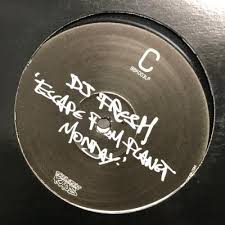 C
DJ FRESH
'ESCAPE FROM PLANET
MONDAY'